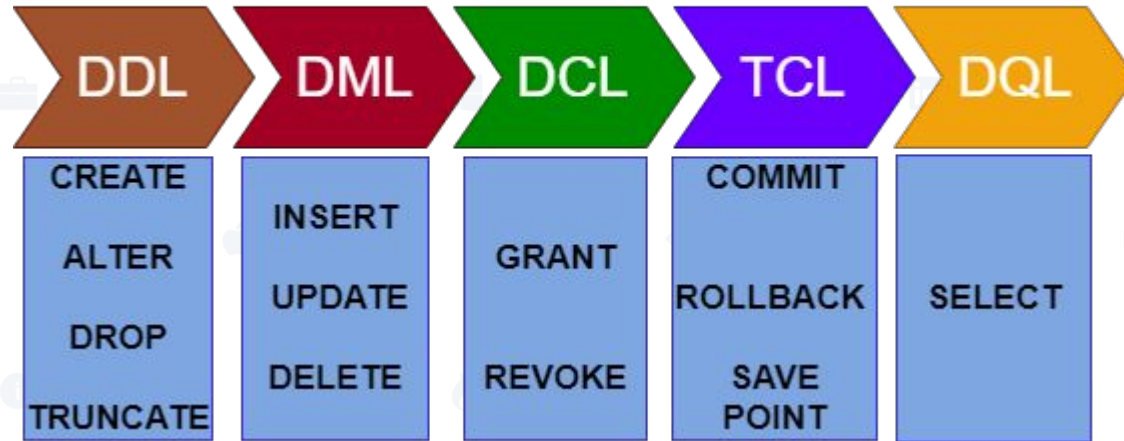 DDL
DML
DCL
TCL
DQL
CREATE
ALTER
DROP
TRUNCATE
INSERT
UPDATE
DELETE
GRANT
REVOKE
COMMIT
ROLLBACK
SAVE
POINT
SELECT